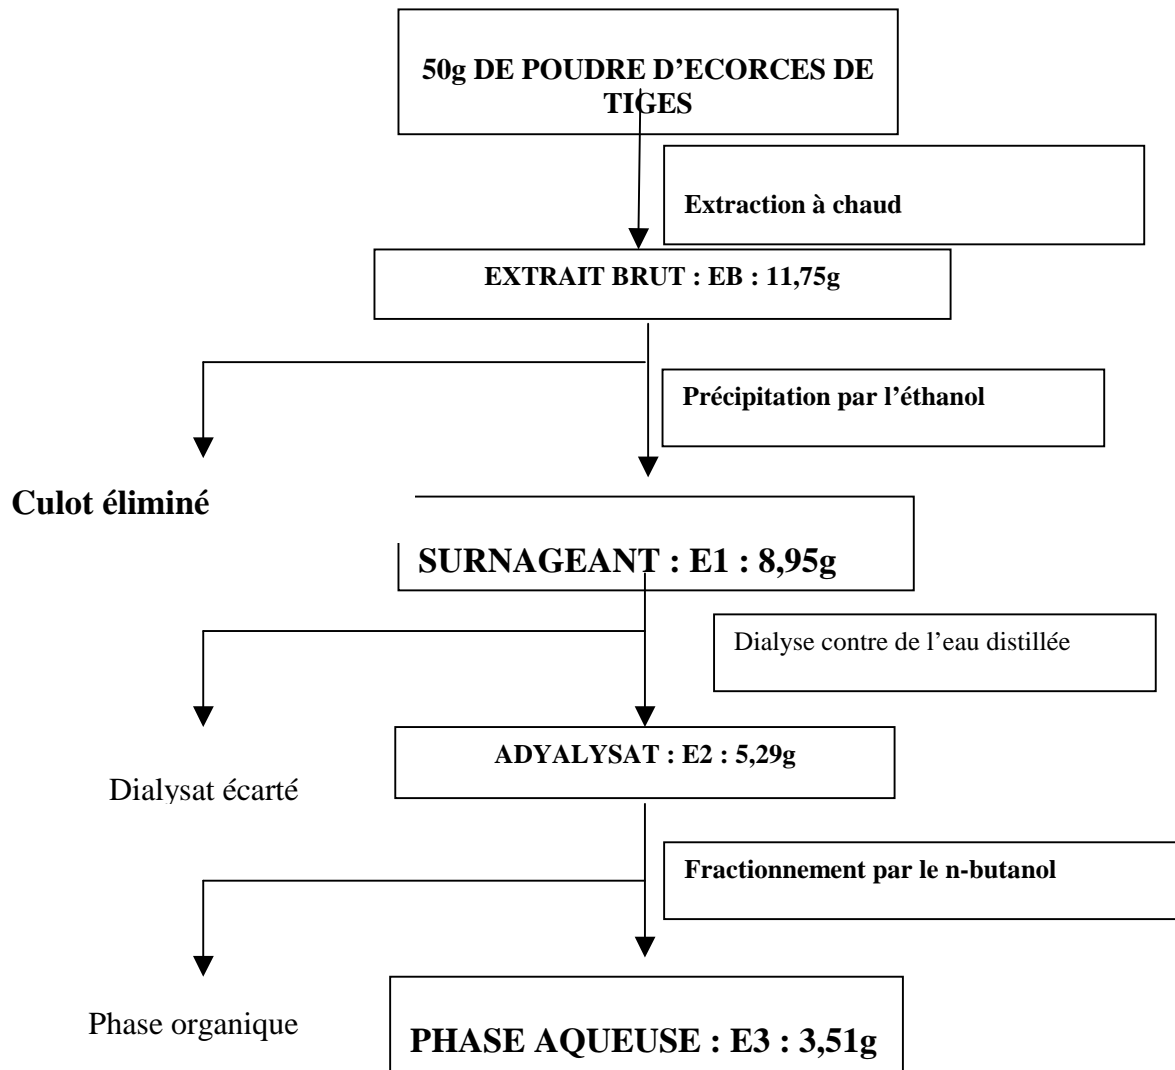 50g DE POUDRE D’ECORCES DE
TIGES
Extraction à chaud
EXTRAIT BRUT : EB : 11,75g
Précipitation par l’éthanol
Culot éliminé
SURNAGEANT : E1 : 8,95g
Dialyse contre de l’eau distillée
ADYALYSAT : E2 : 5,29g
Dialysat écarté
Fractionnement par le n-butanol
Phase organique
PHASE AQUEUSE : E3 : 3,51g